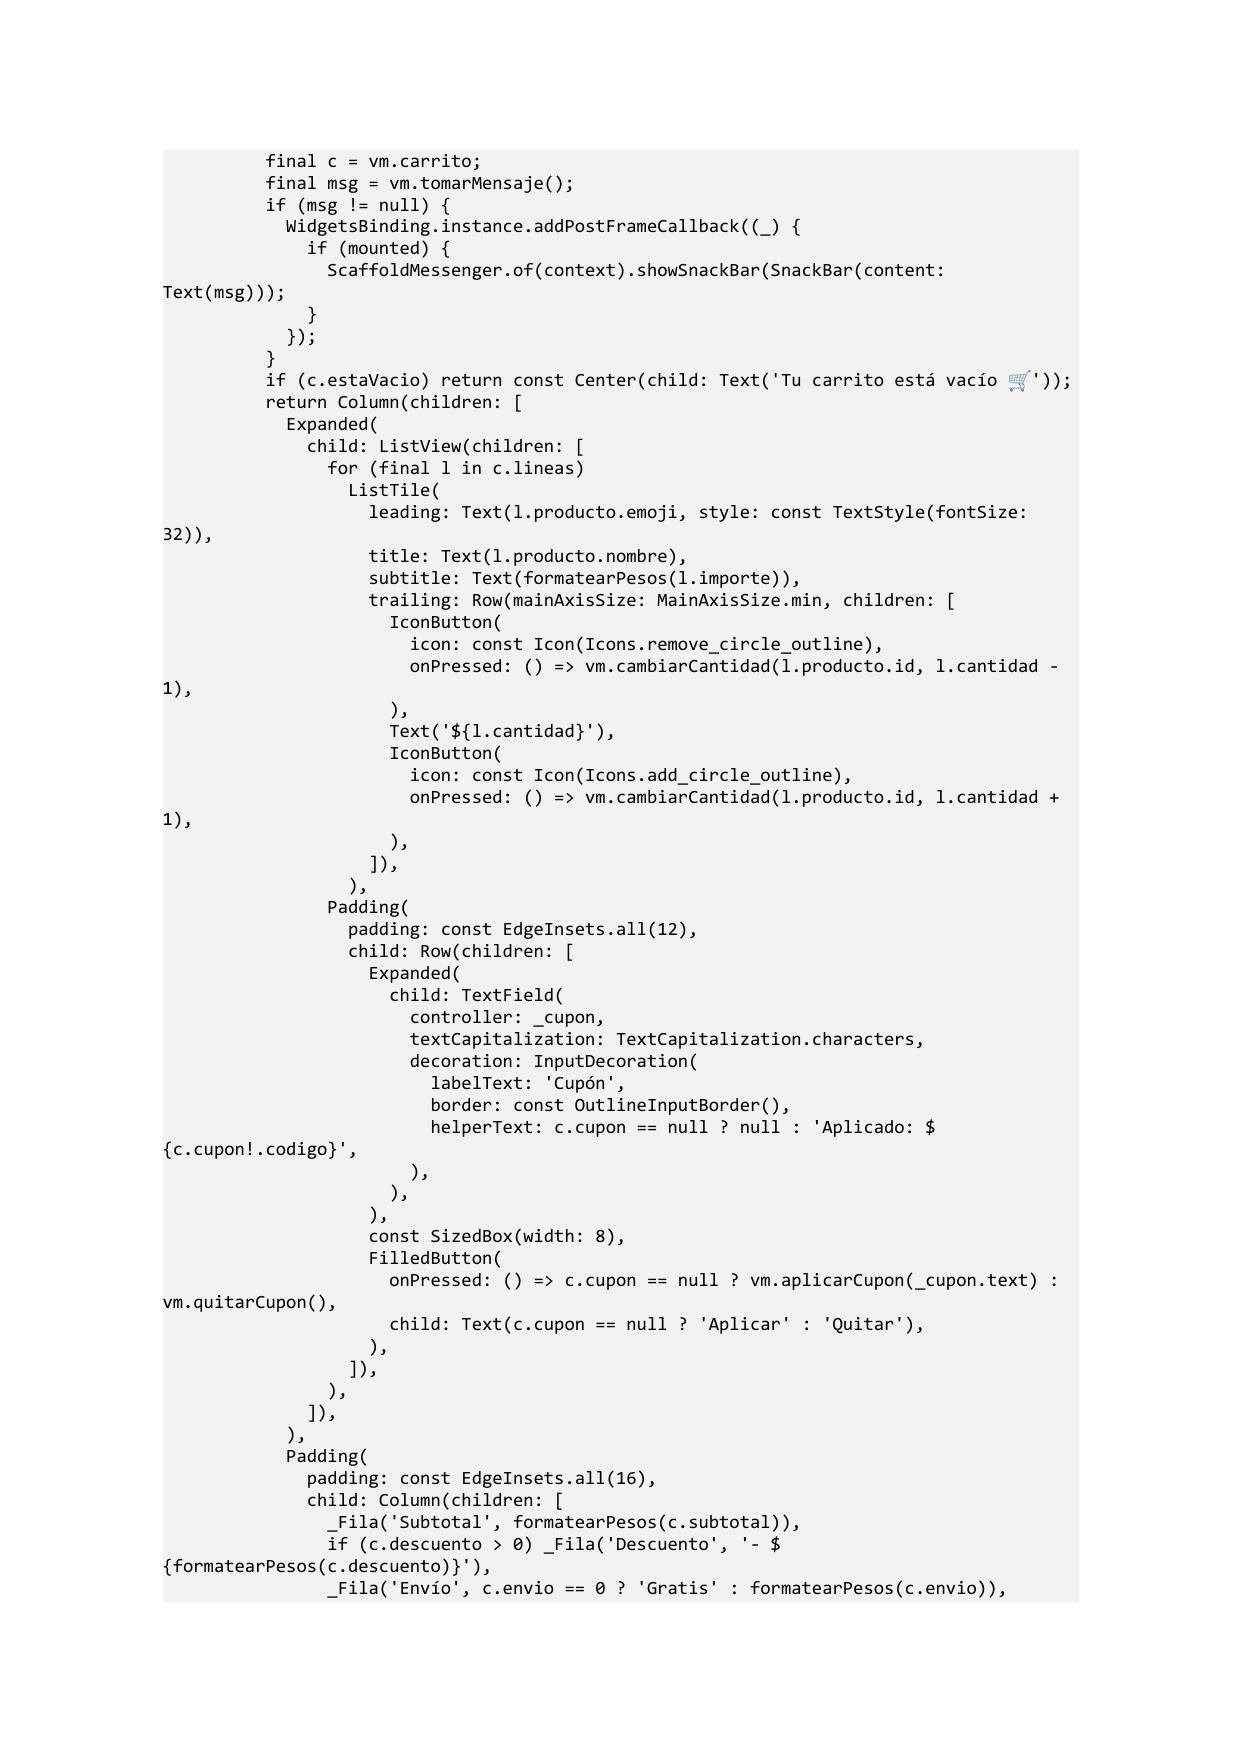 final c = vm.carrito;
final msg = vm.tomarMensaje();
if (msg != null) {
WidgetsBinding.instance.addPostFrameCallback((_) {
if (mounted) {
ScaffoldMessenger.of(context).showSnackBar(SnackBar(content:
Text(msg)));
}
});
}
if (c.estaVacio) return const Center(child: Text('Tu carrito está vacío 🛒'));
return Column(children: [
Expanded(
child: ListView(children: [
for (final l in c.lineas)
ListTile(
leading: Text(l.producto.emoji, style: const TextStyle(fontSize:
32)),
title: Text(l.producto.nombre),
subtitle: Text(formatearPesos(l.importe)),
trailing: Row(mainAxisSize: MainAxisSize.min, children: [
IconButton(
icon: const Icon(Icons.remove_circle_outline),
onPressed: () => vm.cambiarCantidad(l.producto.id, l.cantidad -
1),
),
Text('${l.cantidad}'),
IconButton(
icon: const Icon(Icons.add_circle_outline),
onPressed: () => vm.cambiarCantidad(l.producto.id, l.cantidad +
1),
),
]),
),
Padding(
padding: const EdgeInsets.all(12),
child: Row(children: [
Expanded(
child: TextField(
controller: _cupon,
textCapitalization: TextCapitalization.characters,
decoration: InputDecoration(
labelText: 'Cupón',
border: const OutlineInputBorder(),
helperText: c.cupon == null ? null : 'Aplicado: $
{c.cupon!.codigo}',
),
),
),
const SizedBox(width: 8),
FilledButton(
onPressed: () => c.cupon == null ? vm.aplicarCupon(_cupon.text) :
vm.quitarCupon(),
child: Text(c.cupon == null ? 'Aplicar' : 'Quitar'),
),
]),
),
]),
),
Padding(
padding: const EdgeInsets.all(16),
child: Column(children: [
_Fila('Subtotal', formatearPesos(c.subtotal)),
if (c.descuento > 0) _Fila('Descuento', '- $
{formatearPesos(c.descuento)}'),
_Fila('Envío', c.envio == 0 ? 'Gratis' : formatearPesos(c.envio)),